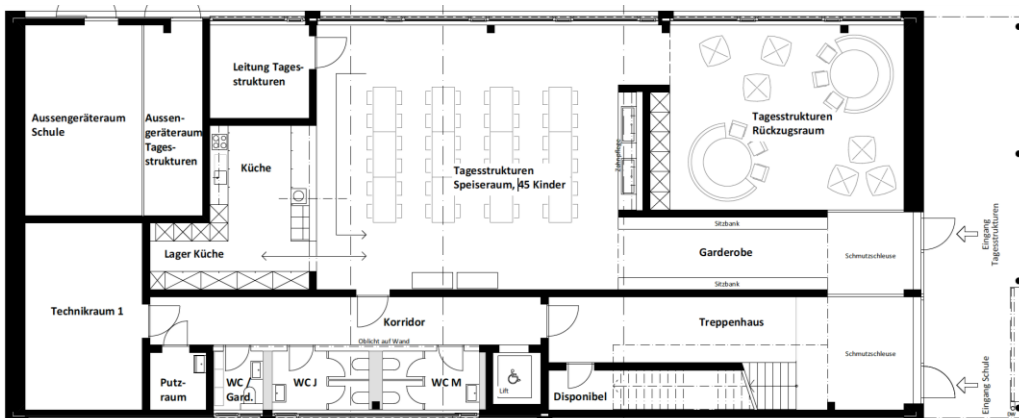 Aussengeräteraum
Schule
Aussen-
geräteraum
Tages-
strukturen
Leitung Tages-
strukturen
Küche
Lager Küche
Tagesstrukturen
Speiseraum, 45 Kinder
Zahnpflege
Tagesstrukturen
Rückzugsraum
Sitzbank
Garderobe
Sitzbank
Schmutzschleuse
Eingang
Tagesstrukturen
Technikraum 1
Korridor
Oblicht auf Wand
Treppenhaus
Schmutzschleuse
Eingang Schule
Putz-
raum
WC /
Gard.
WC J
WC M
Lift
Disponibel